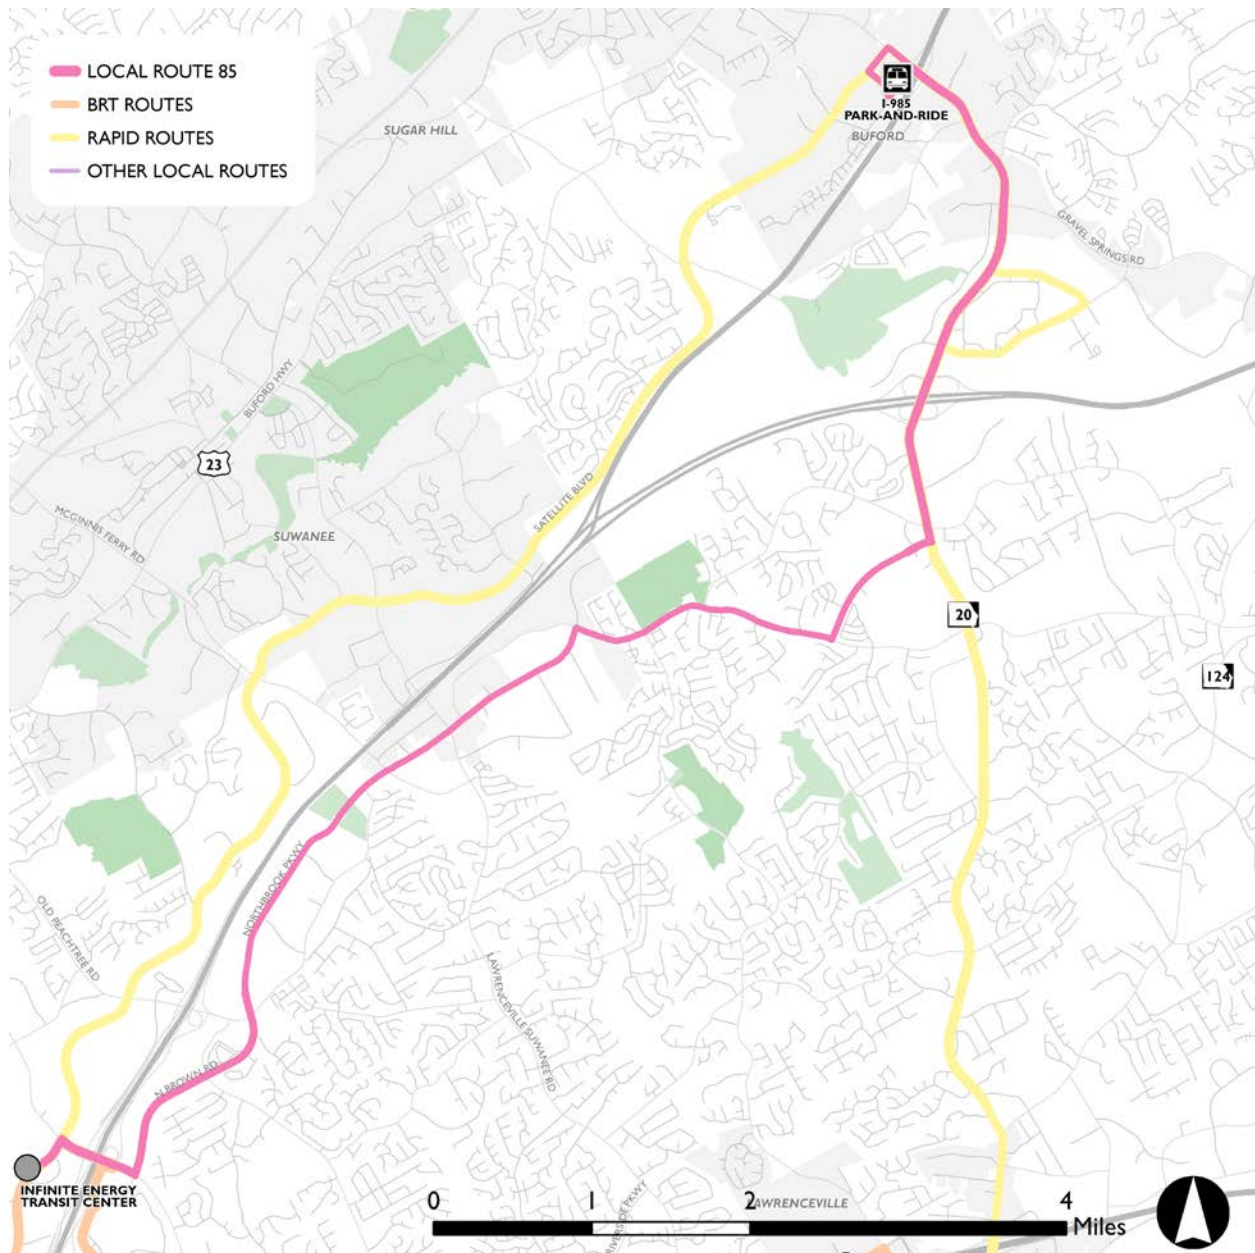 LOCAL ROUTE 85
BRT ROUTES
RAPID ROUTES
OTHER LOCAL ROUTES
I-985
PARK-AND-RIDE
BUFORD
SUGAR HILL
GRAVEL SPRINGS RD
BUFORD HWY
23
SATELLITE BLVD
MCGINNIS FERRY RD
SUWANEE
20
124
NORTHBROOK PKWY
OLD PEACHTREE RD
LAWRENCEVILLE SUWANEE RD
N BROWN RD
INFINITE ENERGY
TRANSIT CENTER
RIVERSIDE PKWY
LAWRENCEVILLE
0 1 2 4
Miles